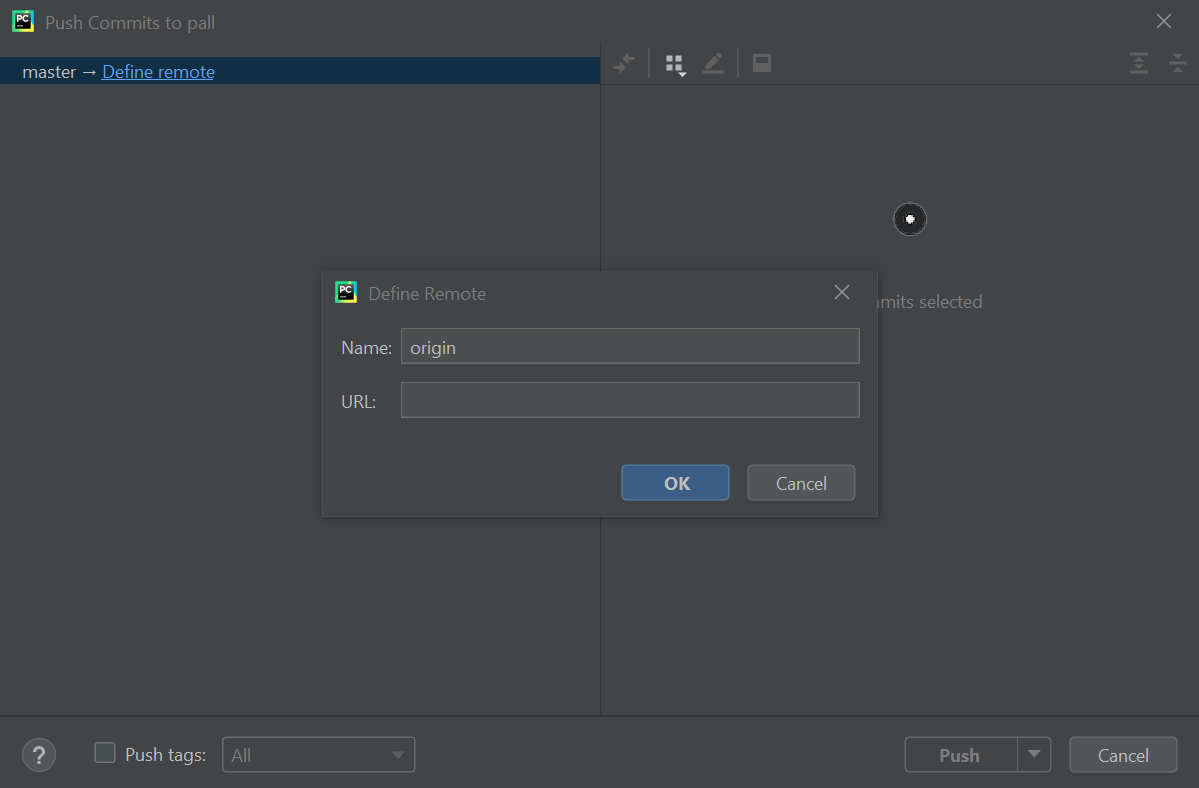 PC
Push Commits to pall
master → Define remote
PC
Define Remote
mits selected
Name: origin
URL:
OK
Cancel
?
Push tags:
All
Push
Cancel